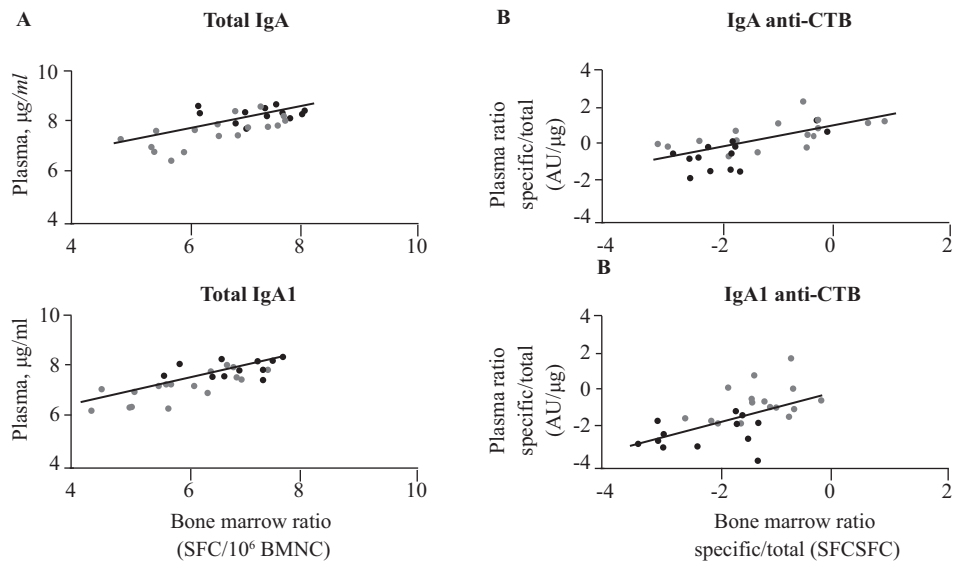 A
Total IgA
Plasma, µg/ml
10
8
6
4
4
6
8
10
B
IgA anti-CTB
Plasma ratio
specific/total
(AU/µg)
4
2
0
-2
-4
-4
-2
0
2
Total IgA1
Plasma, µg/ml
10
8
6
4
4
6
8
10
Bone marrow ratio
(SFC/10⁶ BMNC)
B
IgA1 anti-CTB
Plasma ratio
specific/total
(AU/µg)
4
2
0
-2
-4
-4
-2
0
2
Bone marrow ratio
specific/total (SFCSFC)